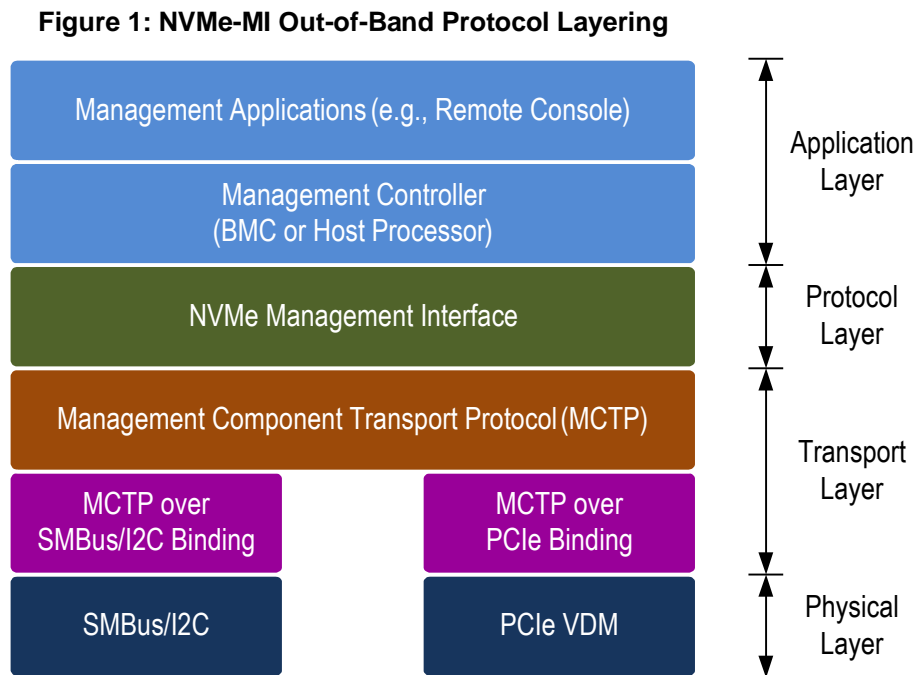 Figure 1: NVMe-MI Out-of-Band Protocol Layering
Management Applications (e.g., Remote Console)
Management Controller
(BMC or Host Processor)
Application
Layer
NVMe Management Interface
Protocol
Layer
Management Component Transport Protocol (MCTP)
MCTP over
SMBus/I2C Binding
MCTP over
PCIe Binding
Transport
Layer
SMBus/I2C
PCIe VDM
Physical
Layer